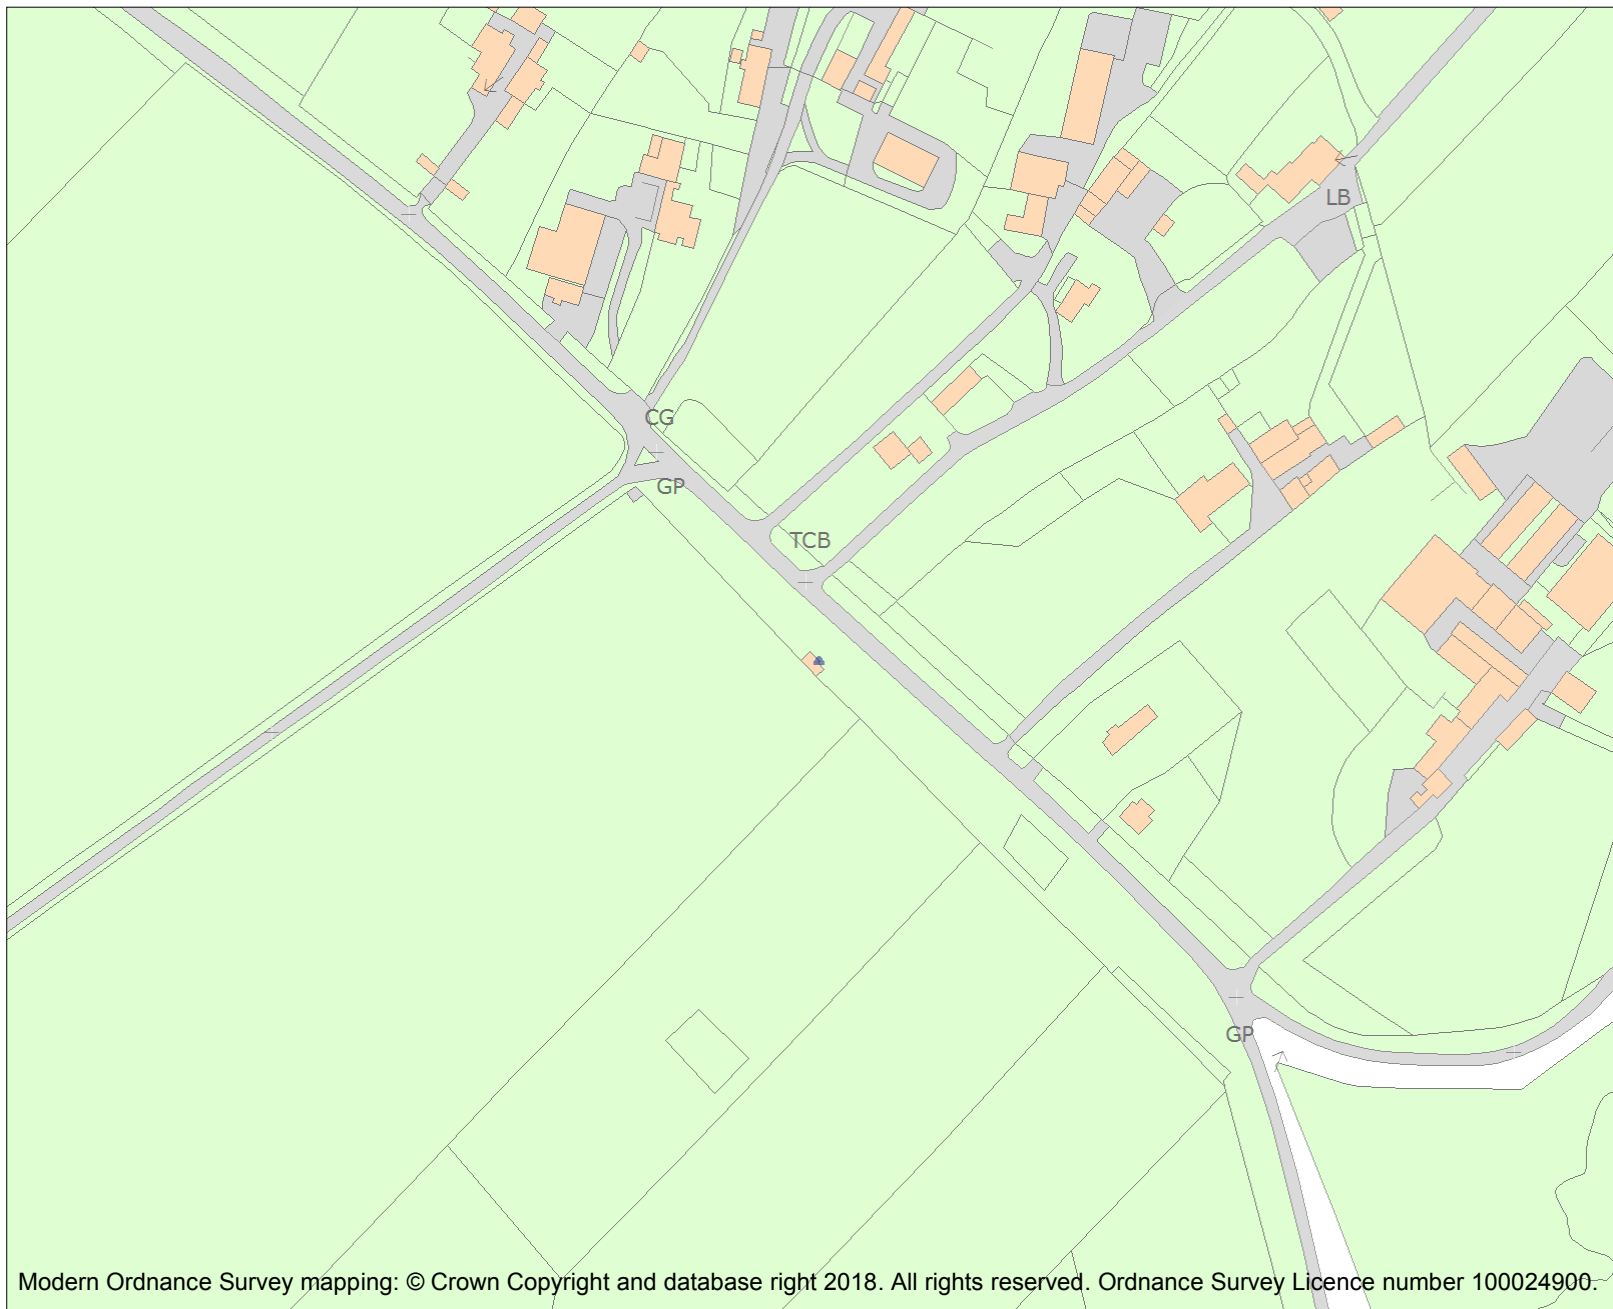 LB
CG
GP
TCB
GP
Modern Ordnance Survey mapping: © Crown Copyright and database right 2018. All rights reserved. Ordnance Survey Licence number 100024900.